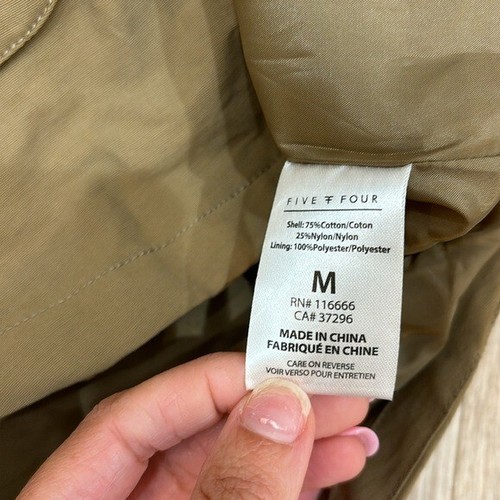 FIVE FOUR
Shell: 75%Cotton/Coton
25%Nylon/Nylon
Lining: 100%Polyester/Polyester
M
RN# 116666
CA# 37296
MADE IN CHINA
FABRIQUÉ EN CHINE
CARE ON REVERSE
VOIR VERSO POUR ENTRETIEN